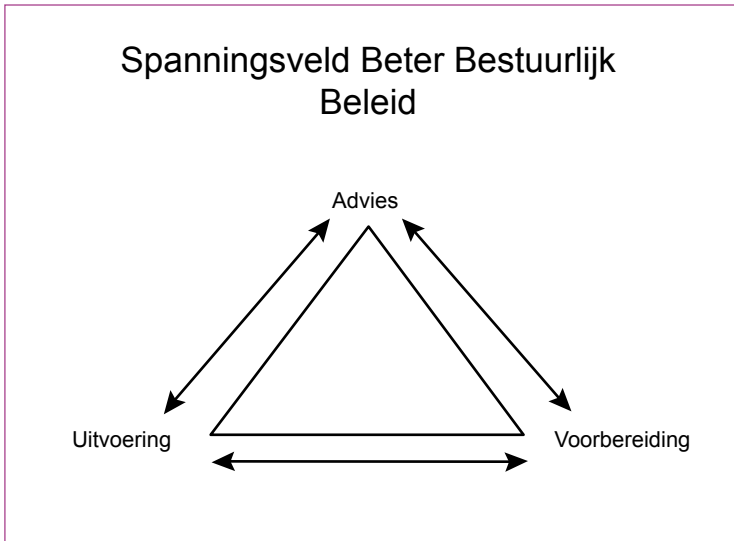 Spanningsveld Beter Bestuurlijk
Beleid
Advies
Uitvoering
Voorbereiding